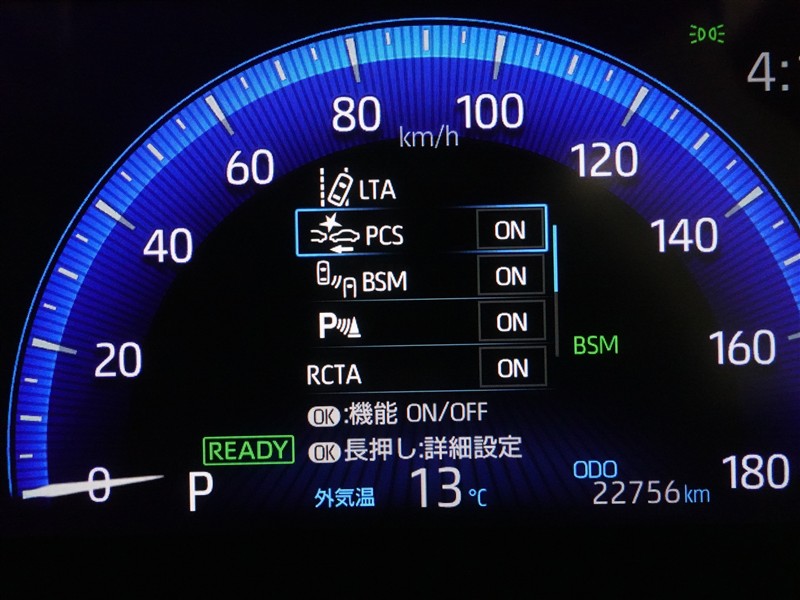 4:
80
100
km/h
60
120
LTA
40
PCS ON
140
BSM ON
P ON
BSM
20
160
RCTA ON
OK:機能 ON/OFF
READY
OK長押し:詳細設定
0
P
外気温 13℃
ODO
22756km
180